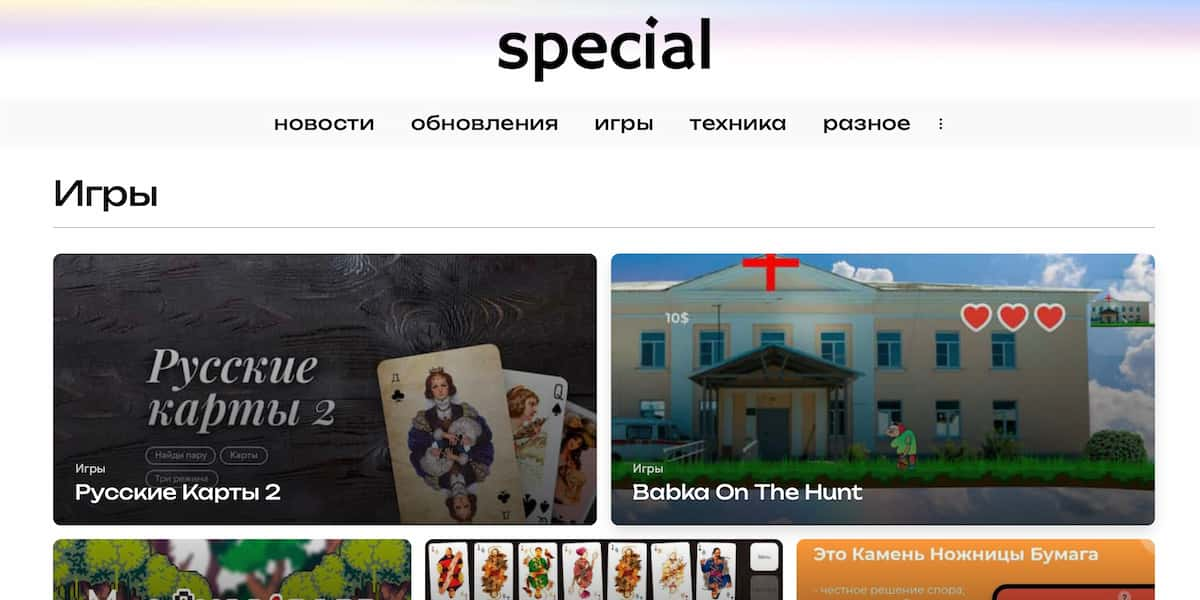 special
новости обновления игры техника разное
Игры
Русские
карты 2
Найди пару Карты
Три режима
Игры
Русские Карты 2
Д
Q
10$
Игры
Babka On The Hunt
Это Камень Ножницы Бумага
- честное решение спора;